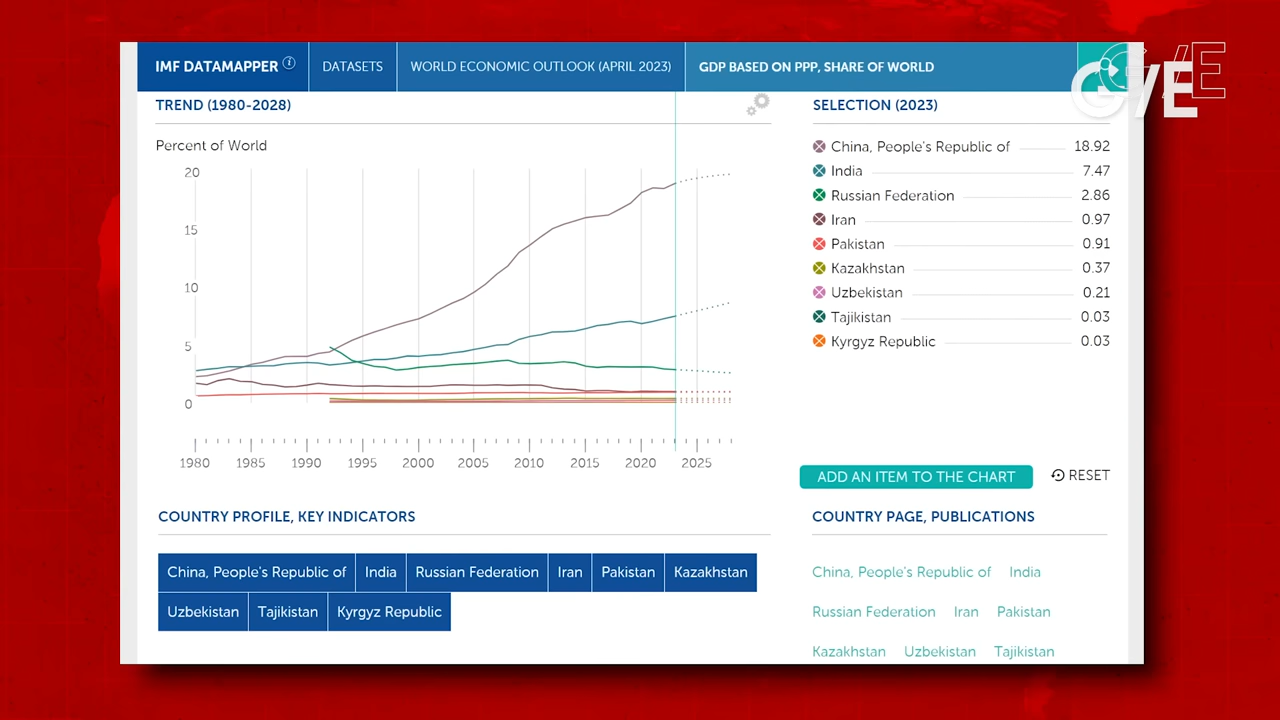 IMF DATAMAPPER
DATASETS
WORLD ECONOMIC OUTLOOK (APRIL 2023)
GDP BASED ON PPP, SHARE OF WORLD
TREND (1980-2028)
Percent of World
20
15
10
5
0
1980 1985 1990 1995 2000 2005 2010 2015 2020 2025
SELECTION (2023)
China, People's Republic of 18.92
India 7.47
Russian Federation 2.86
Iran 0.97
Pakistan 0.91
Kazakhstan 0.37
Uzbekistan 0.21
Tajikistan 0.03
Kyrgyz Republic 0.03
ADD AN ITEM TO THE CHART
RESET
COUNTRY PROFILE, KEY INDICATORS
China, People's Republic of India Russian Federation Iran Pakistan Kazakhstan
Uzbekistan Tajikistan Kyrgyz Republic
COUNTRY PAGE, PUBLICATIONS
China, People's Republic of India
Russian Federation Iran Pakistan
Kazakhstan Uzbekistan Tajikistan